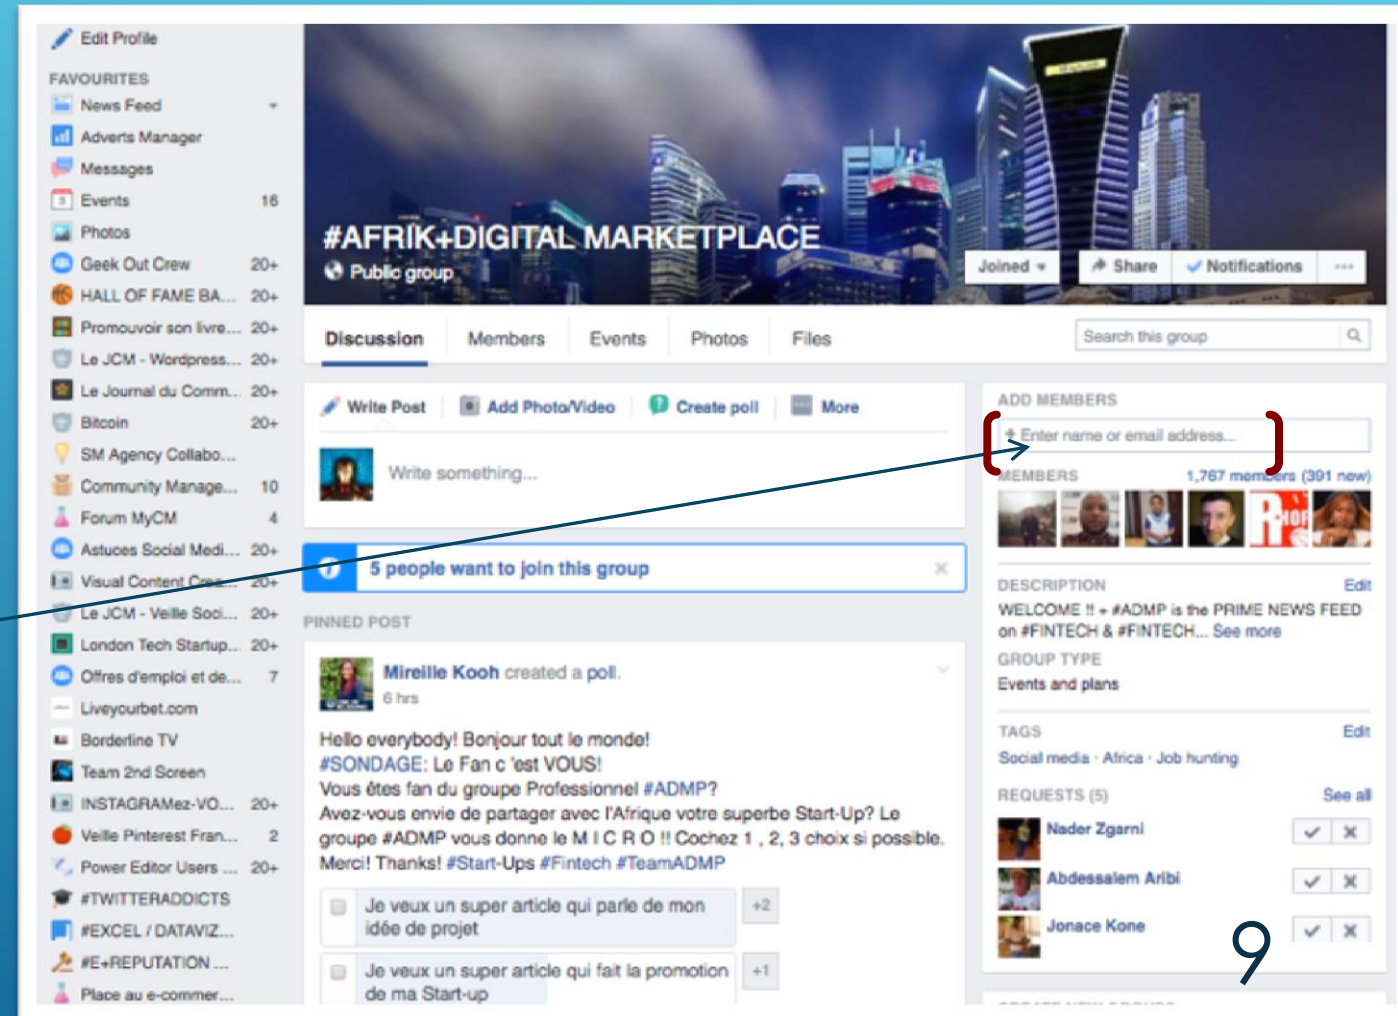 Edit Profile
FAVOURITES
News Feed
Adverts Manager
Messages
Events 16
Photos
Geek Out Crew 20+
HALL OF FAME BA... 20+
Promouvoir son livre... 20+
Le JCM - Wordpress... 20+
Le Journal du Comm... 20+
Bitcoin 20+
SM Agency Collabo...
Community Manage... 10
Forum MyCM 4
Astuces Social Medi... 20+
Visual Content Crea... 20+
Le JCM - Veille Soci... 20+
London Tech Startup... 20+
Offres d'emploi et de... 7
Liveyourbet.com
Borderline TV
Team 2nd Screen
INSTAGRAMez-VO... 20+
Veille Pinterest Fran... 2
Power Editor Users ... 20+
#TWITTERADDICTS
#EXCEL / DATAVIZ...
#E+REPUTATION ...
Place au e-commer...
#AFRIK+DIGITAL MARKETPLACE
Public group
Joined
Share
Notifications
Discussion Members Events Photos Files
Search this group
Write Post Add Photo/Video Create poll More
Write something...
5 people want to join this group
PINNED POST
Mireille Kooh created a poll.
6 hrs
Hello everybody! Bonjour tout le monde!
#SONDAGE: Le Fan c 'est VOUS!
Vous êtes fan du groupe Professionnel #ADMP?
Avez-vous envie de partager avec l'Afrique votre superbe Start-Up? Le
groupe #ADMP vous donne le M I C R O !! Cochez 1 , 2, 3 choix si possible.
Merci! Thanks! #Start-Ups #Fintech #TeamADMP
Je veux un super article qui parle de mon
idée de projet
+2
Je veux un super article qui fait la promotion
de ma Start-up
+1
ADD MEMBERS
+ Enter name or email address...
MEMBERS 1,767 members (391 new)
DESCRIPTION Edit
WELCOME !! + #ADMP is the PRIME NEWS FEED
on #FINTECH & #FINTECH... See more
GROUP TYPE
Events and plans
TAGS Edit
Social media · Africa · Job hunting
REQUESTS (5) See all
Nader Zgarni
Abdessalem Aribi
Jonace Kone
9